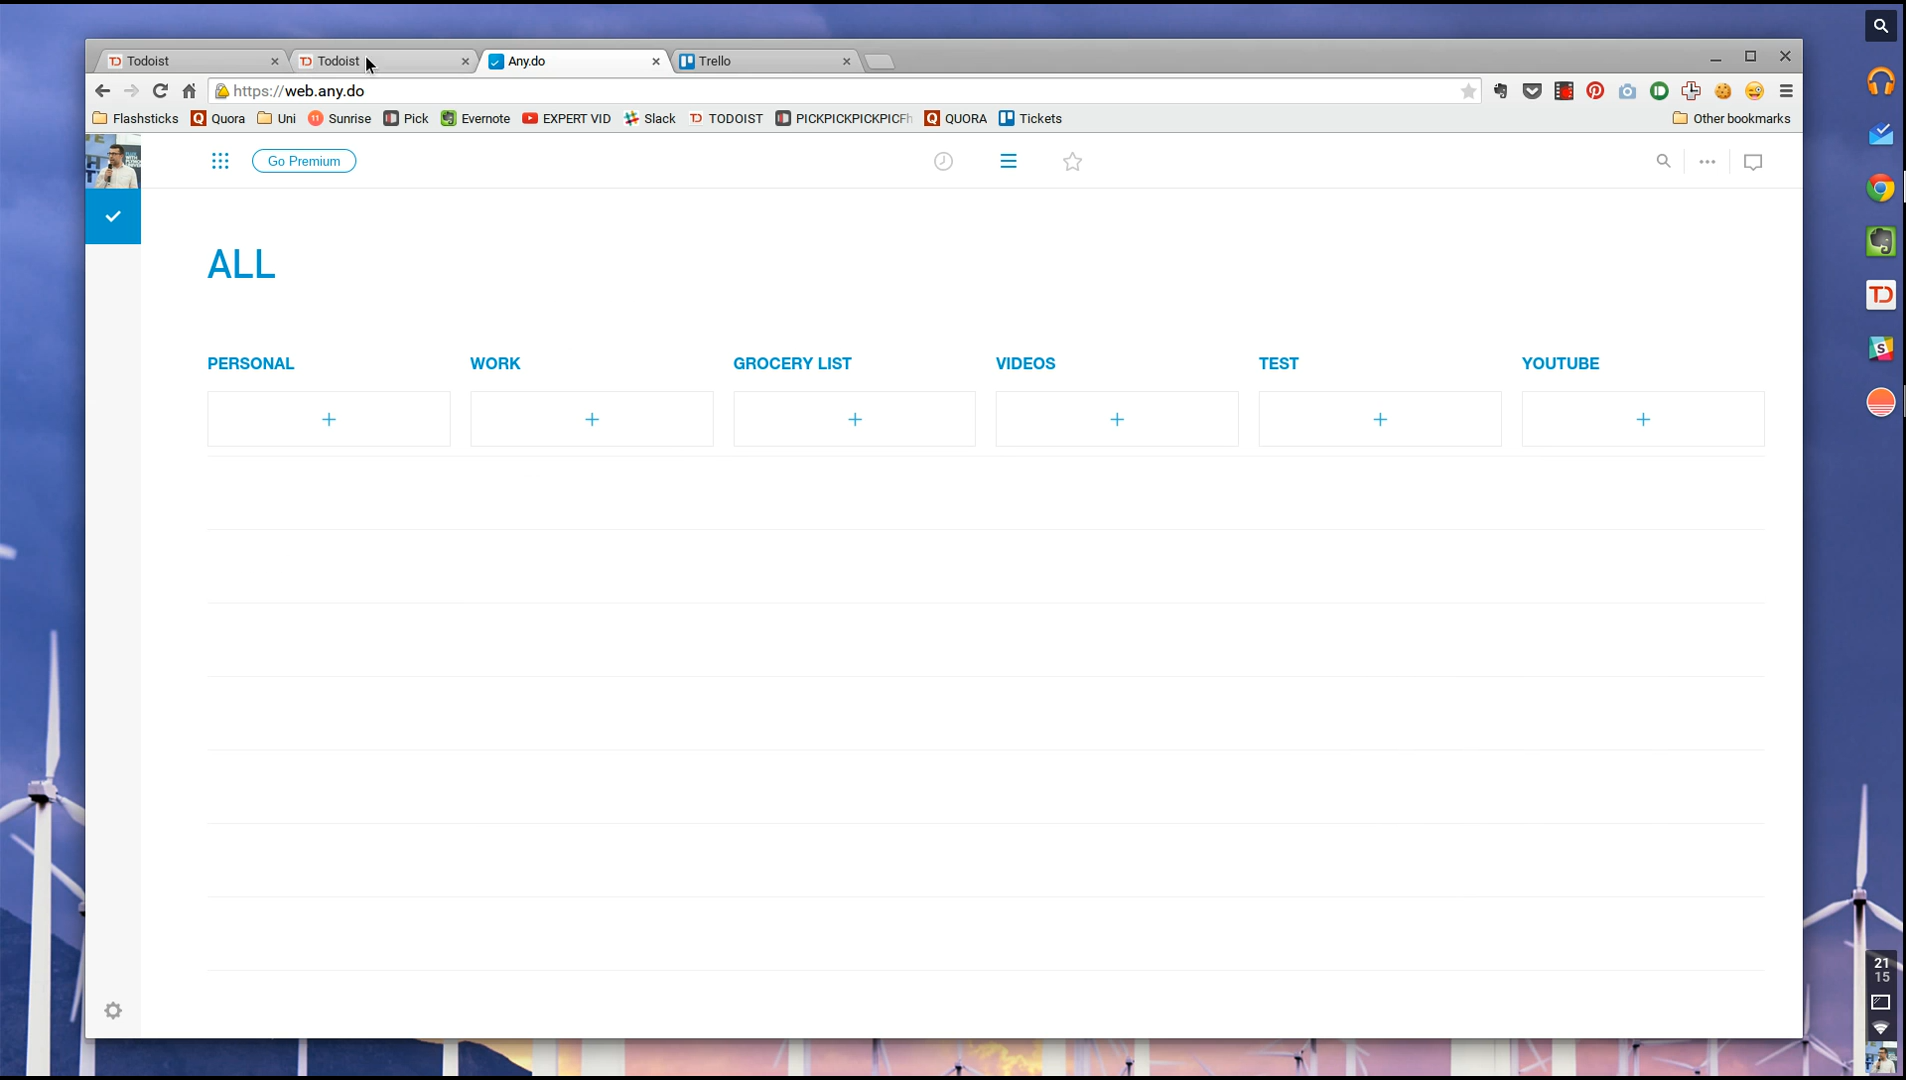 Todoist
Todoist
Any.do
Trello
https://web.any.do
Flashsticks
Quora
Uni
Sunrise
Pick
Evernote
EXPERT VID
Slack
TODOIST
PICKPICKPICKPICFh
QUORA
Tickets
Other bookmarks
Go Premium
ALL
PERSONAL
WORK
GROCERY LIST
VIDEOS
TEST
YOUTUBE
21
15